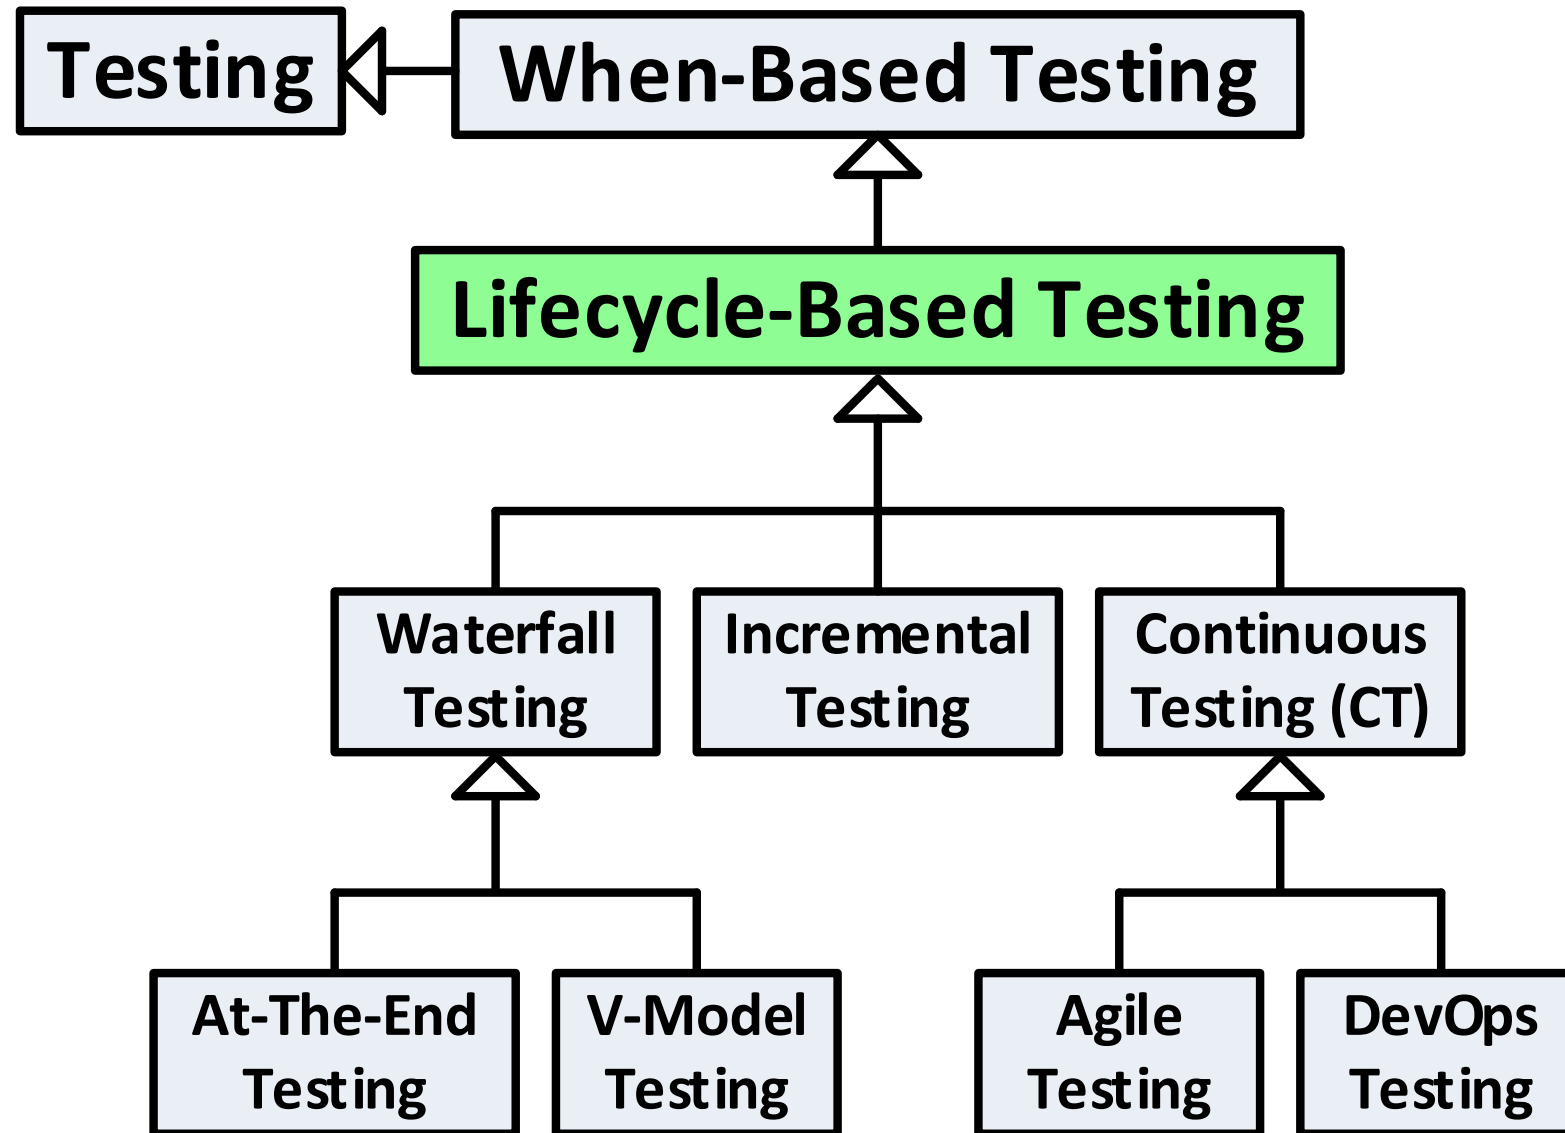 Testing
When-Based Testing
Lifecycle-Based Testing
Waterfall
Testing
Incremental
Testing
Continuous
Testing (CT)
At-The-End
Testing
V-Model
Testing
Agile
Testing
DevOps
Testing